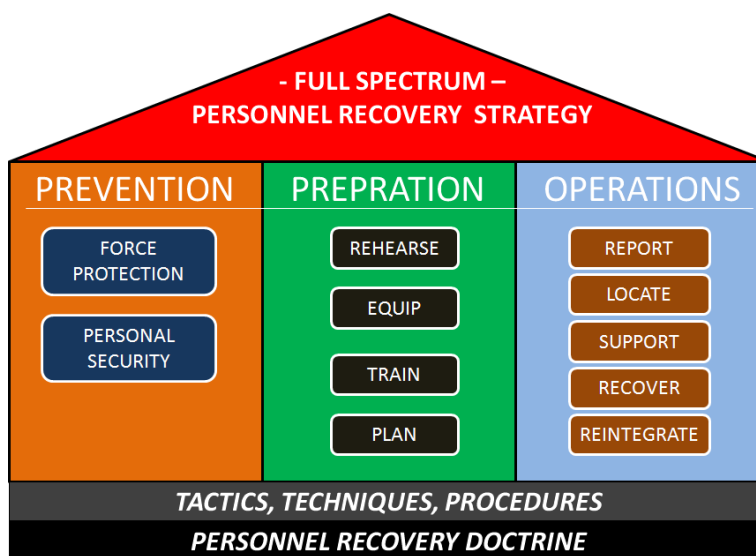 - FULL SPECTRUM –
PERSONNEL RECOVERY STRATEGY
PREVENTION
FORCE
PROTECTION
PERSONAL
SECURITY
PREPRATION
REHEARSE
EQUIP
TRAIN
PLAN
OPERATIONS
REPORT
LOCATE
SUPPORT
RECOVER
REINTEGRATE
TACTICS, TECHNIQUES, PROCEDURES
PERSONNEL RECOVERY DOCTRINE